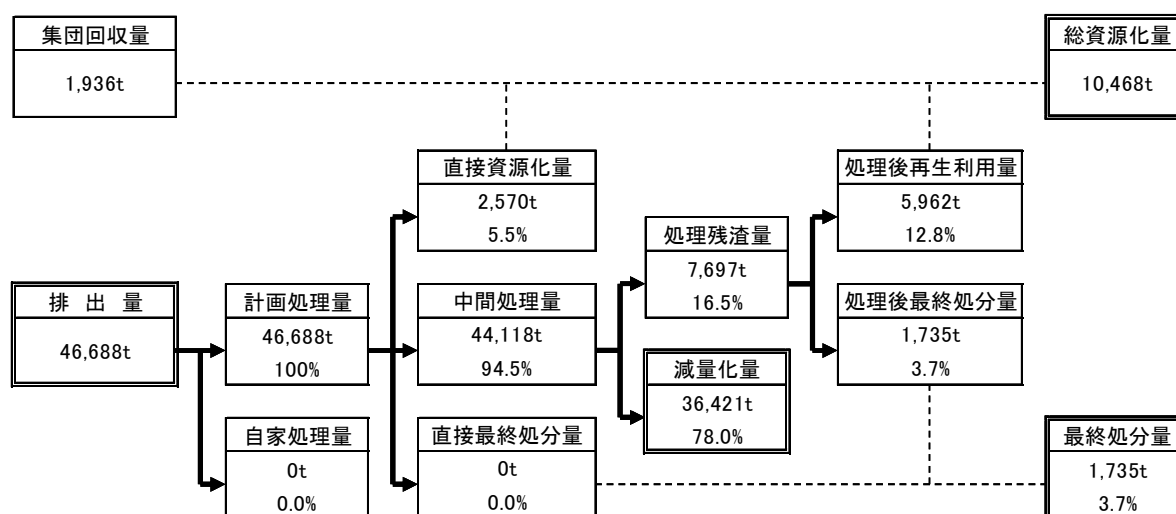 集団回収量
1,936t
総資源化量
10,468t
直接資源化量
2,570t
5.5%
処理後再生利用量
5,962t
12.8%
処理残渣量
7,697t
16.5%
排 出 量
46,688t
計画処理量
46,688t
100%
中間処理量
44,118t
94.5%
処理後最終処分量
1,735t
3.7%
減量化量
36,421t
78.0%
自家処理量
0t
0.0%
直接最終処分量
0t
0.0%
最終処分量
1,735t
3.7%